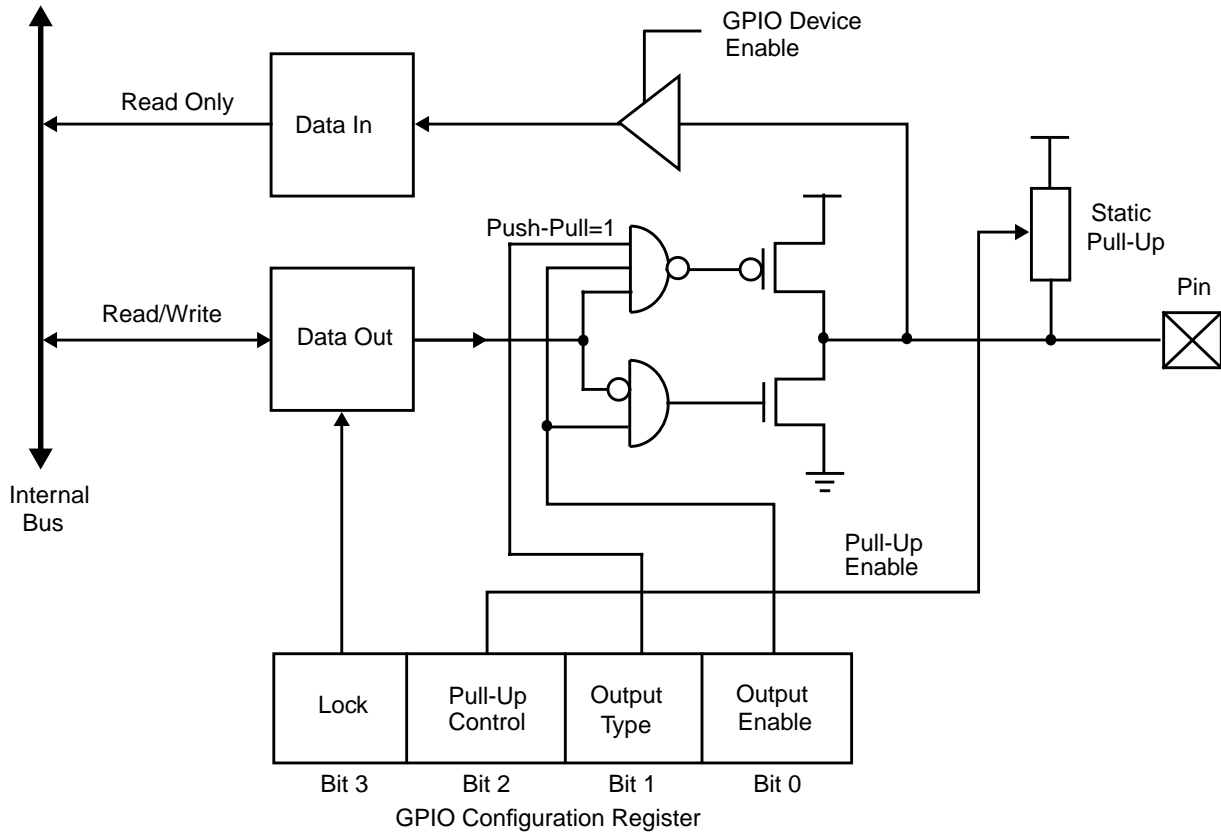 GPIO Device
Enable
Read Only
Data In
Static
Pull-Up
Push-Pull=1
Pin
Read/Write
Data Out
Internal
Bus
Pull-Up
Enable
Lock
Pull-Up
Control
Output
Type
Output
Enable
Bit 3
Bit 2
Bit 1
Bit 0
GPIO Configuration Register